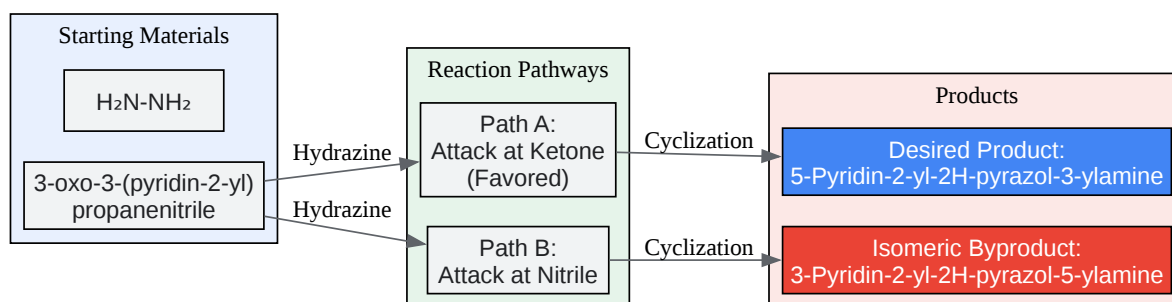 Starting Materials
H₂N-NH₂
3-oxo-3-(pyridin-2-yl)
propanenitrile
Hydrazine
Hydrazine
Reaction Pathways
Path A:
Attack at Ketone
(Favored)
Path B:
Attack at Nitrile
Cyclization
Cyclization
Products
Desired Product:
5-Pyridin-2-yl-2H-pyrazol-3-ylamine
Isomeric Byproduct:
3-Pyridin-2-yl-2H-pyrazol-5-ylamine